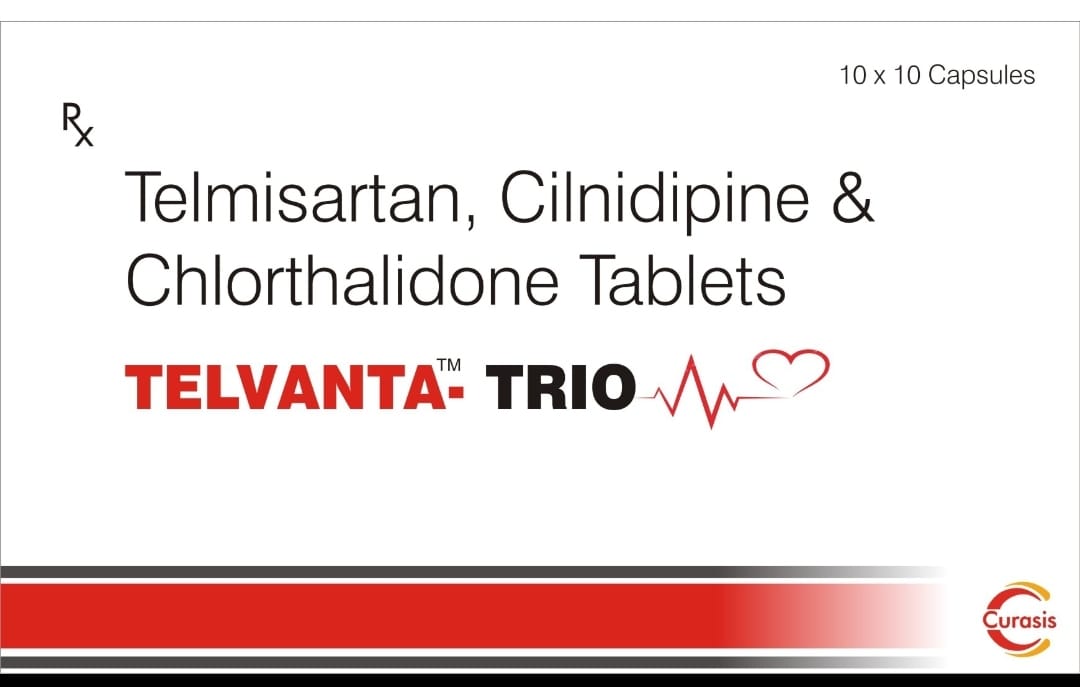 10 x 10 Capsules
Rx
Telmisartan, Cilnidipine &
Chlorthalidone Tablets
TELVANTA™- TRIO
Curasis